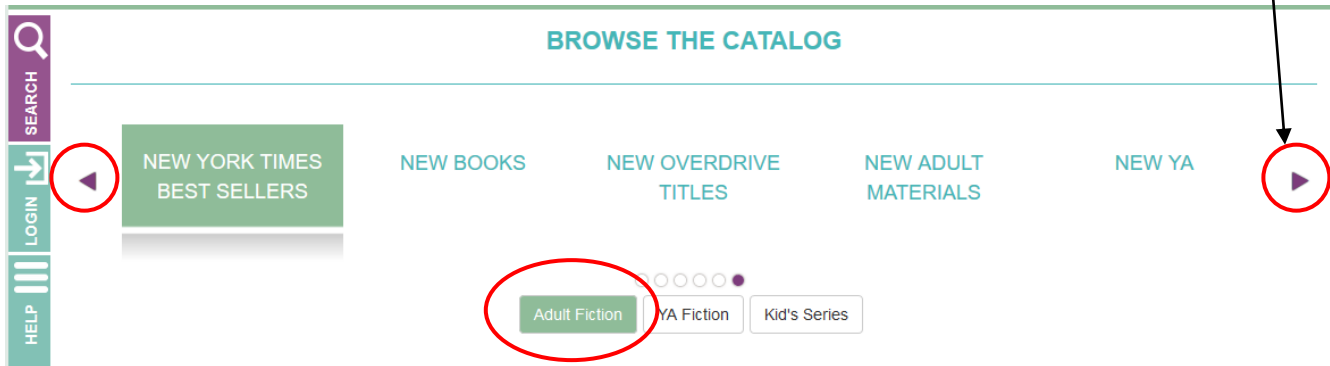 BROWSE THE CATALOG
SEARCH
LOGIN
HELP
NEW YORK TIMES
BEST SELLERS
NEW BOOKS
NEW OVERDRIVE
TITLES
NEW ADULT
MATERIALS
NEW YA
Adult Fiction
YA Fiction
Kid's Series